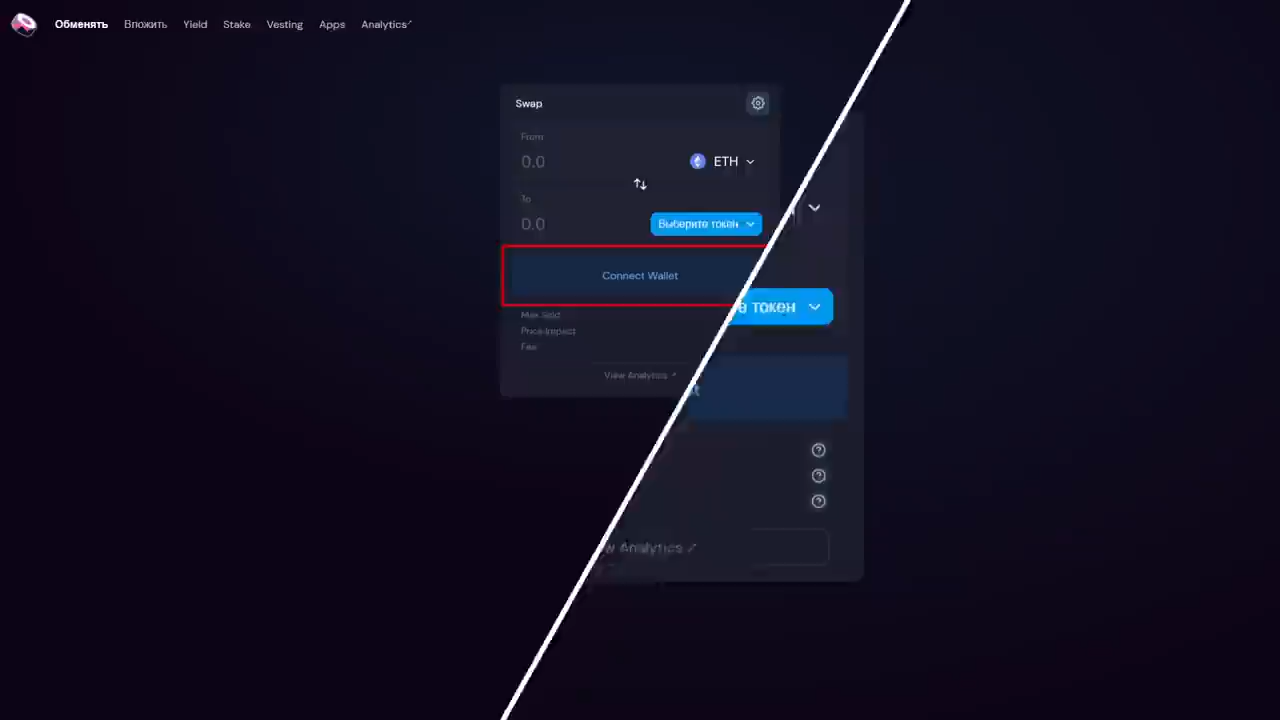 Обменять Вложить Yield Stake Vesting Apps Analytics↗
Swap
From
0.0 ETH
To
0.0 Выберите токен
Connect Wallet
Max Sold
Price Impact
Fee
View Analytics ↗
токен
Analytics ↗